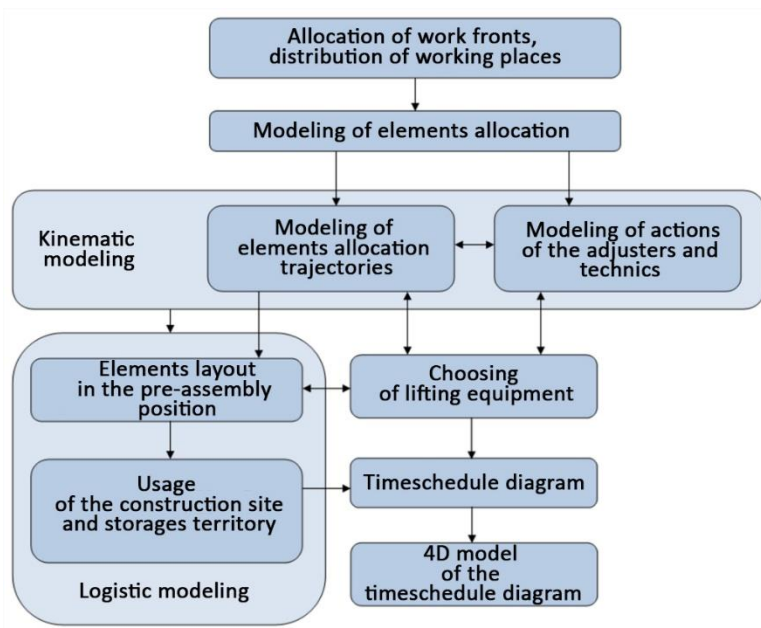 Allocation of work fronts,
distribution of working places
Modeling of elements allocation
Kinematic
modeling
Modeling of
elements allocation
trajectories
Modeling of actions
of the adjusters and
technics
Elements layout
in the pre-assembly
position
Choosing
of lifting equipment
Usage
of the construction site
and storages territory
Timeschedule diagram
Logistic modeling
4D model
of the
timeschedule diagram